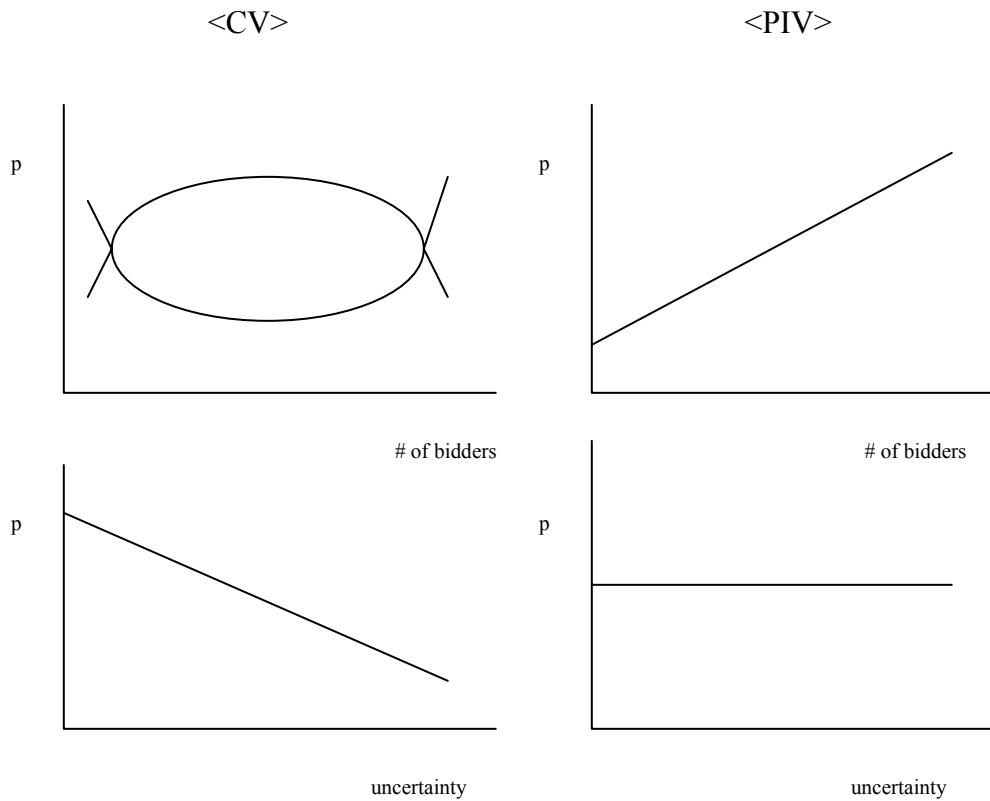 <CV>
<PIV>
p
p
# of bidders
# of bidders
p
p
uncertainty
uncertainty